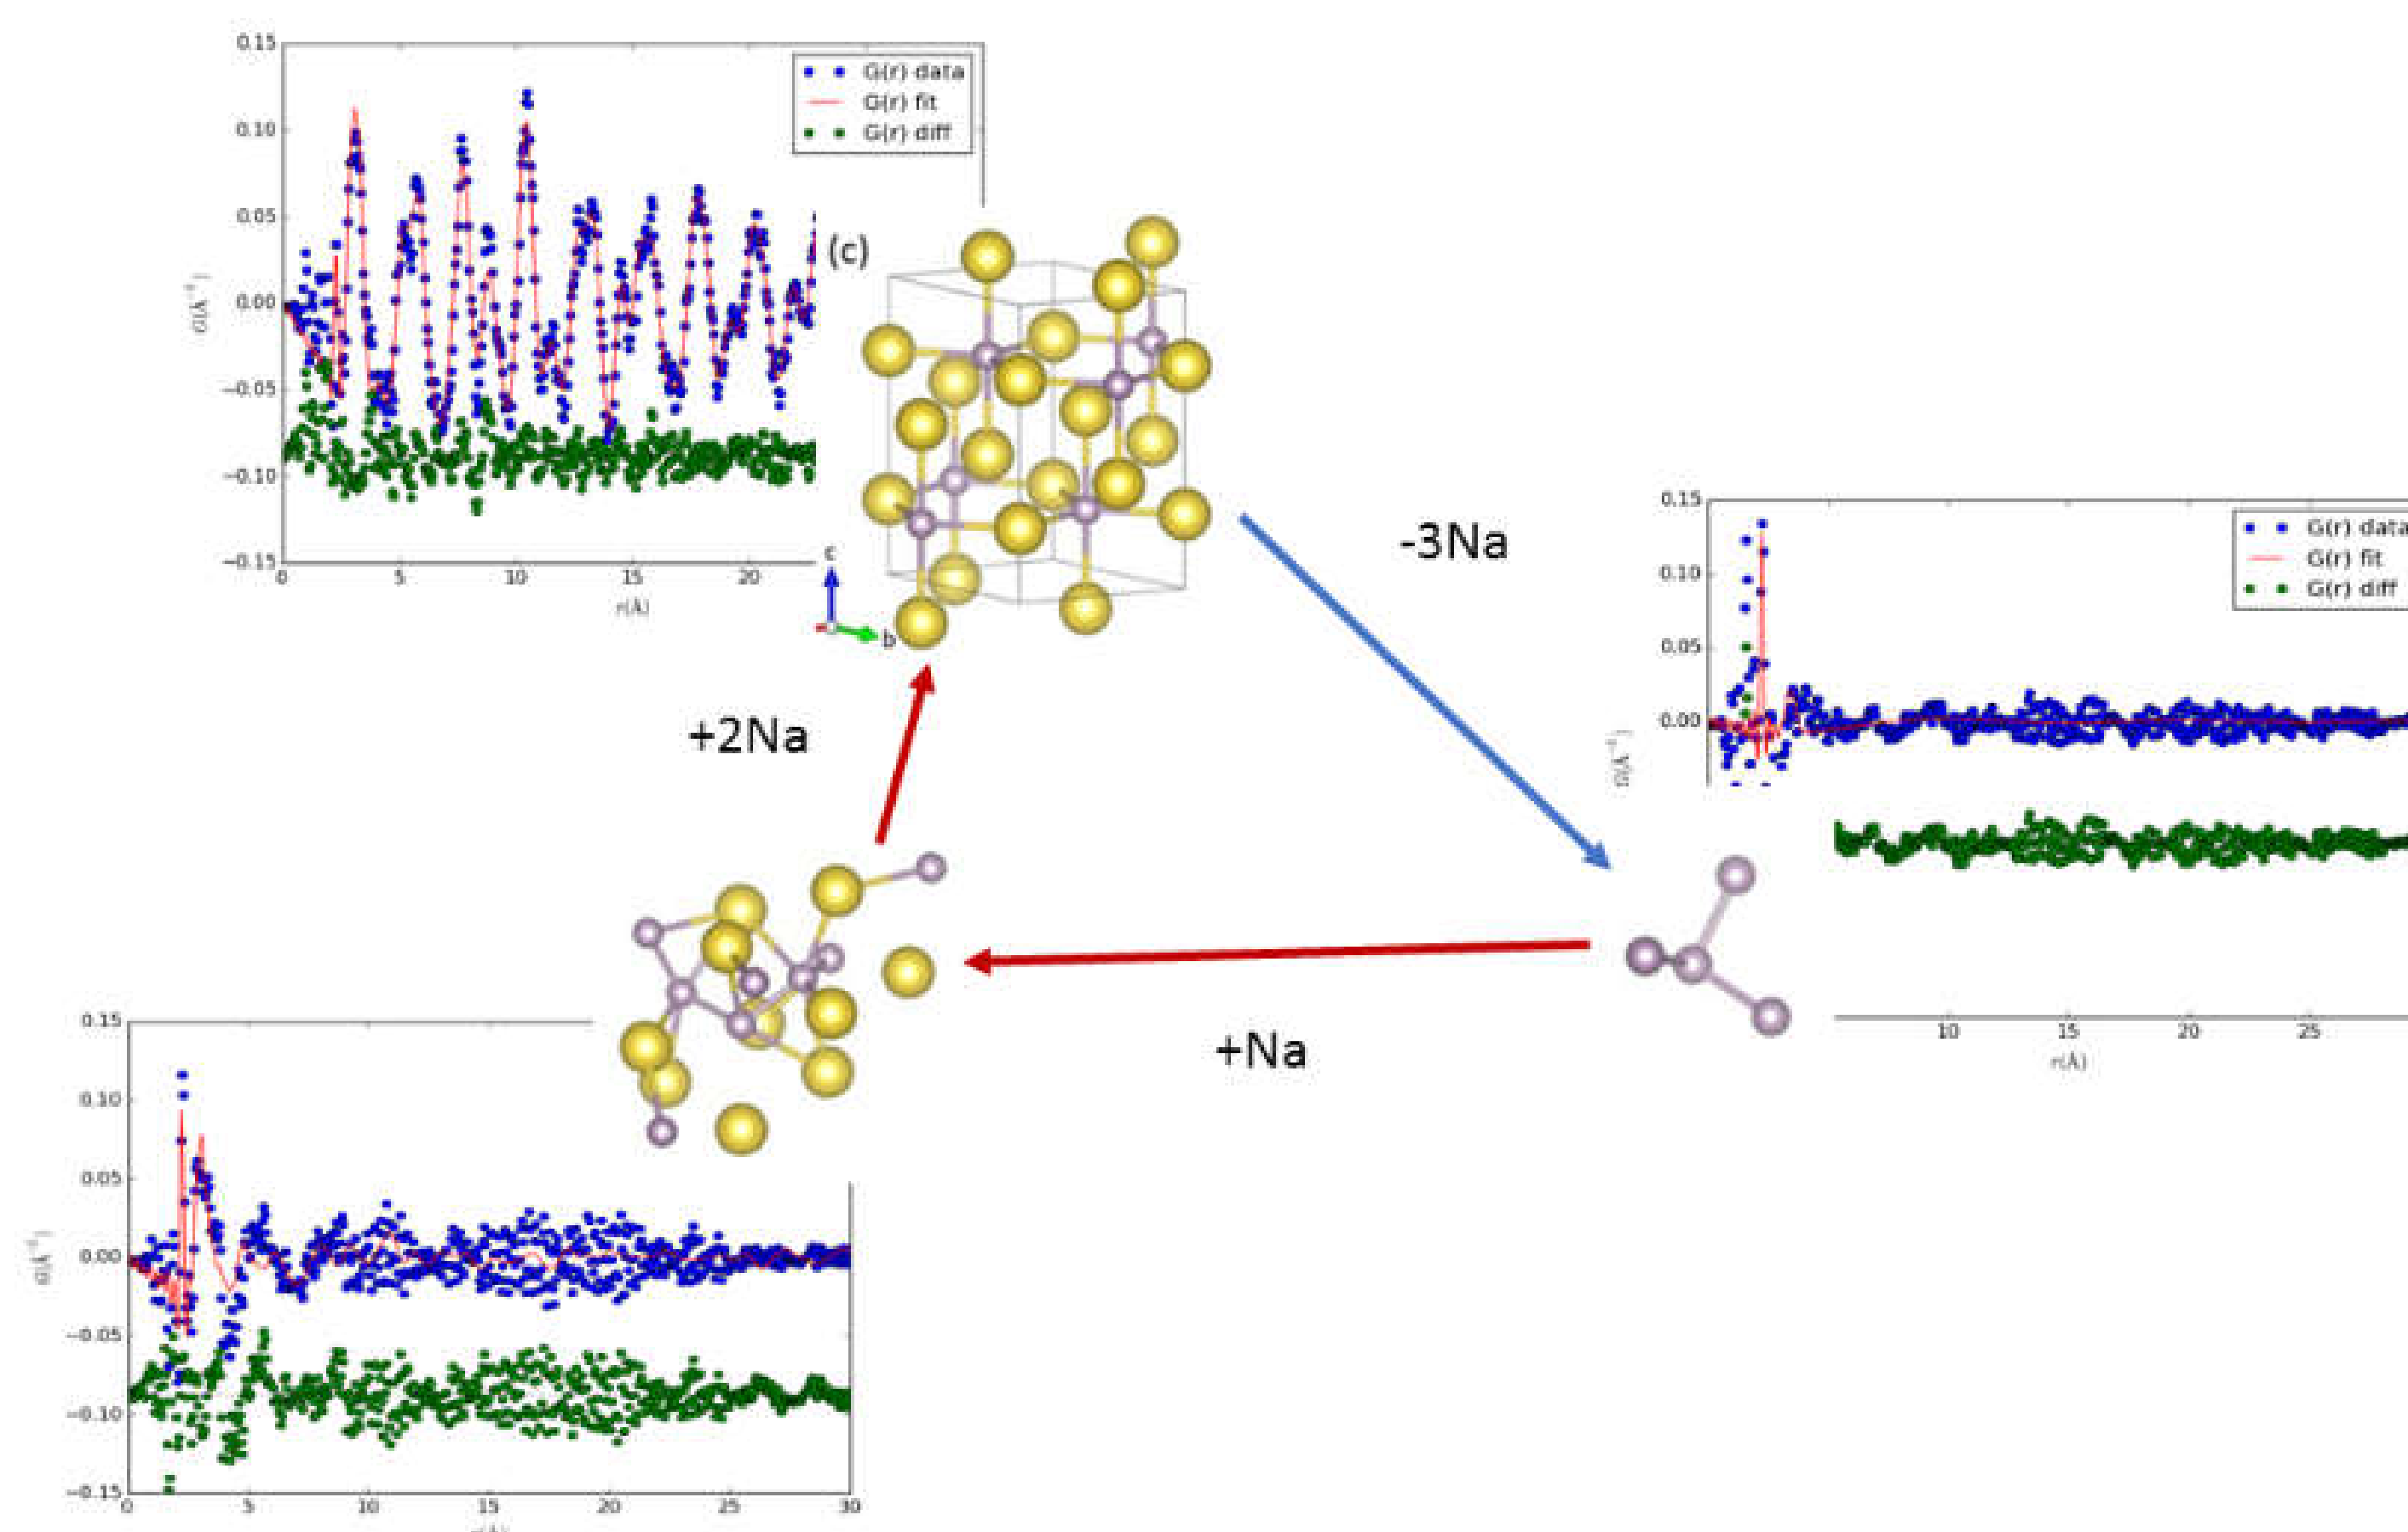 0.15
0.10
0.05
0.00
−0.05
−0.10
−0.15
G(Å⁻²)
0 5 10 15 20
r(Å)
G(r) data
G(r) fit
G(r) diff
(c)
c
b
-3Na
+2Na
+Na
0.15
0.10
0.05
0.00
G(Å⁻²)
G(r) data
G(r) fit
G(r) diff
10 15 20 25
r(Å)
0.15
0.10
0.05
0.00
−0.05
−0.10
−0.15
G(Å⁻²)
0 5 10 15 20 25 30
r(Å)